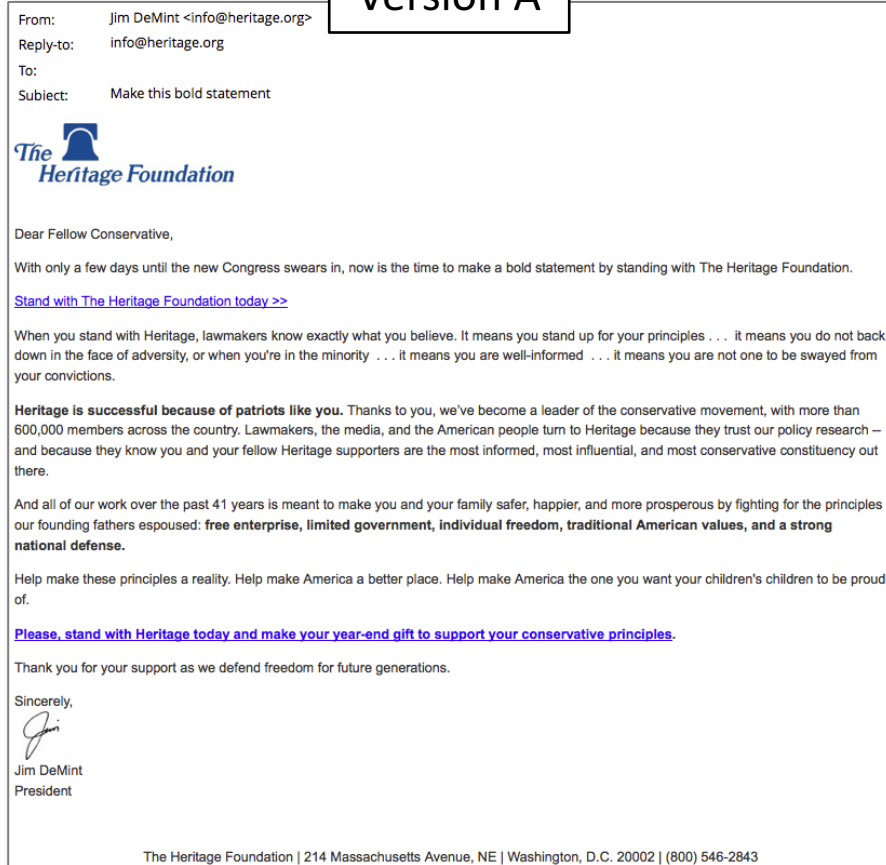 Version A
From: Jim DeMint <info@heritage.org>
Reply-to: info@heritage.org
To:
Subject: Make this bold statement
The
Heritage Foundation
Dear Fellow Conservative,
With only a few days until the new Congress swears in, now is the time to make a bold statement by standing with The Heritage Foundation.
Stand with The Heritage Foundation today >>
When you stand with Heritage, lawmakers know exactly what you believe. It means you stand up for your principles . . . it means you do not back
down in the face of adversity, or when you're in the minority . . . it means you are well-informed . . . it means you are not one to be swayed from
your convictions.
Heritage is successful because of patriots like you. Thanks to you, we've become a leader of the conservative movement, with more than
600,000 members across the country. Lawmakers, the media, and the American people turn to Heritage because they trust our policy research –
and because they know you and your fellow Heritage supporters are the most informed, most influential, and most conservative constituency out
there.
And all of our work over the past 41 years is meant to make you and your family safer, happier, and more prosperous by fighting for the principles
our founding fathers espoused: free enterprise, limited government, individual freedom, traditional American values, and a strong
national defense.
Help make these principles a reality. Help make America a better place. Help make America the one you want your children's children to be proud
of.
Please, stand with Heritage today and make your year-end gift to support your conservative principles.
Thank you for your support as we defend freedom for future generations.
Sincerely,
Jim
Jim DeMint
President
The Heritage Foundation | 214 Massachusetts Avenue, NE | Washington, D.C. 20002 | (800) 546-2843